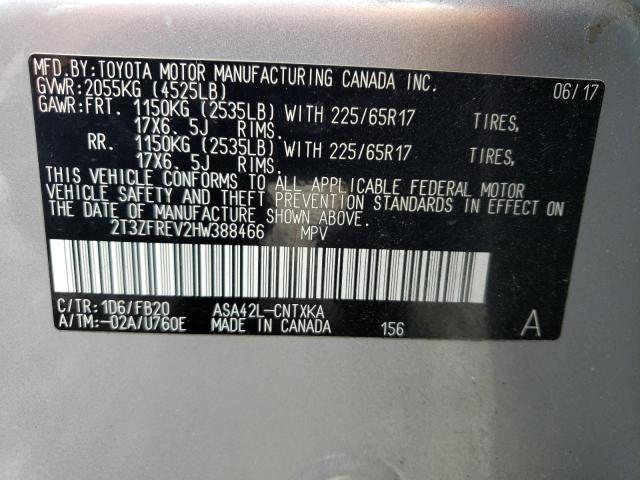 MFD.BY:TOYOTA MOTOR MANUFACTURING CANADA INC. 06/17
GVWR:2055KG (4525LB)
GAWR:FRT. 1150KG (2535LB) WITH 225/65R17 TIRES,
17X6. 5J RIMS.
RR. 1150KG (2535LB) WITH 225/65R17 TIRES,
17X6. 5J RIMS.
THIS VEHICLE CONFORMS TO ALL APPLICABLE FEDERAL MOTOR
VEHICLE SAFETY AND THEFT PREVENTION STANDARDS IN EFFECT ON
THE DATE OF MANUFACTURE SHOWN ABOVE.
2T3ZFREV2HW388466 MPV
C/TR:1D6/FB20 ASA42L-CNTXKA
A/TM:-02A/U760E MADE IN CANADA 156 A